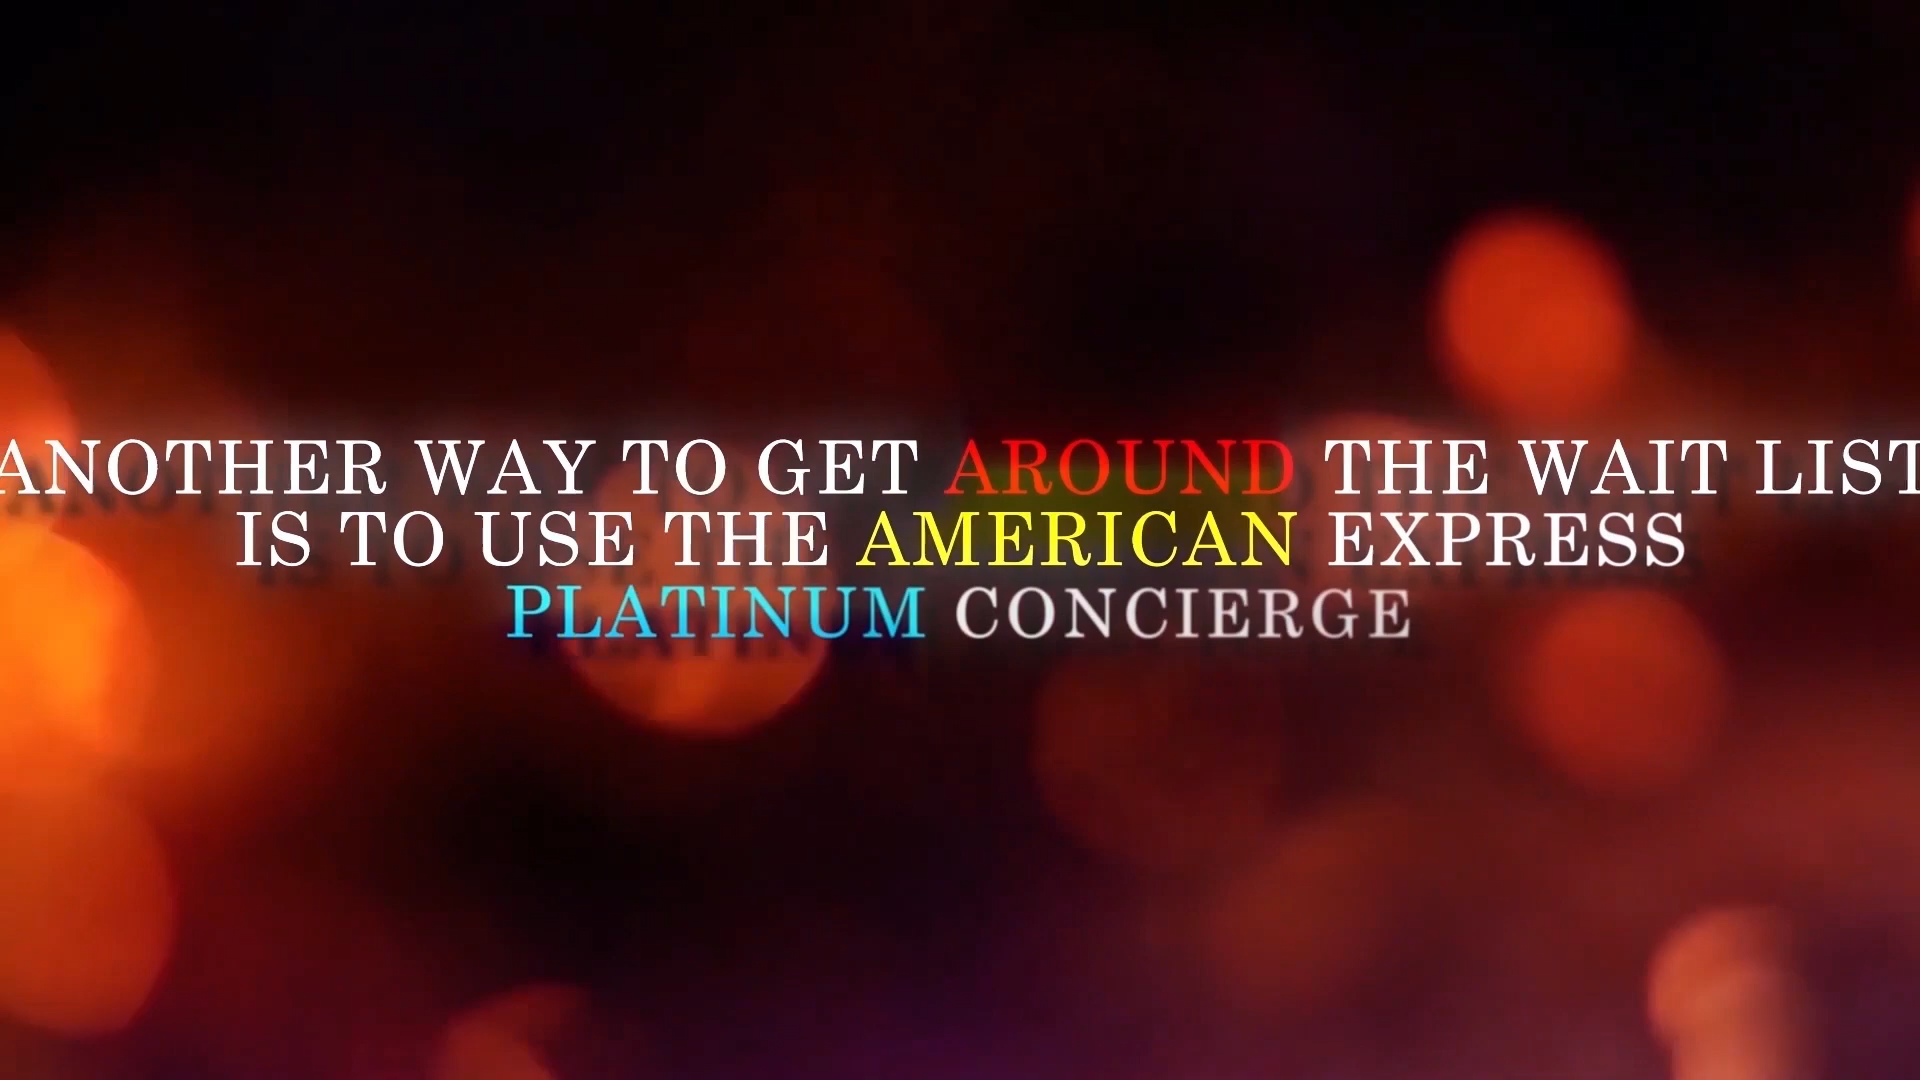 ANOTHER WAY TO GET AROUND THE WAIT LIST
IS TO USE THE AMERICAN EXPRESS
PLATINUM CONCIERGE